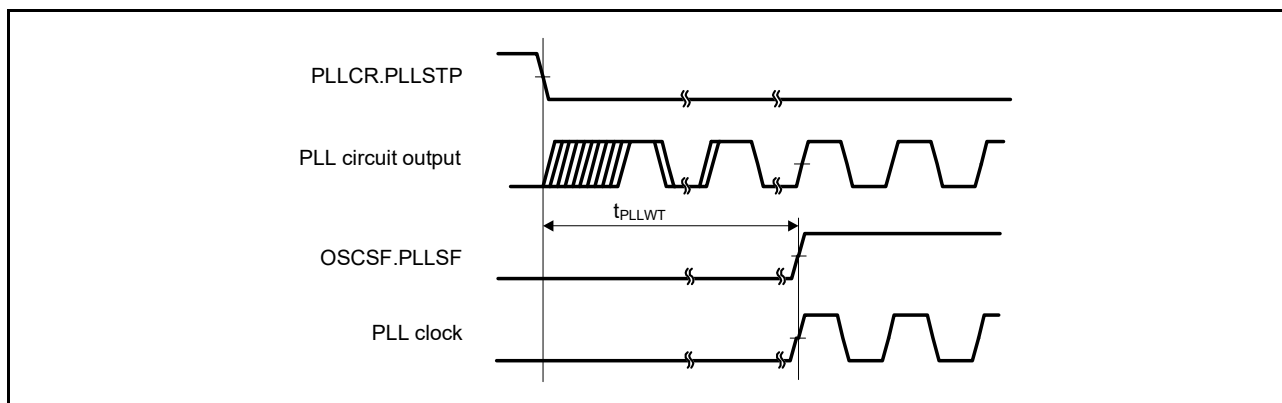 PLLCR.PLLSTP
PLL circuit output
tPLLWT
OSCSF.PLLSF
PLL clock